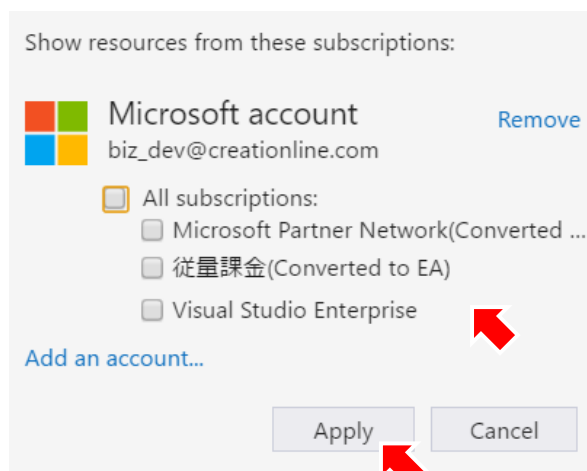 Show resources from these subscriptions:
Microsoft account
Remove
biz_dev@creationline.com
All subscriptions:
Microsoft Partner Network(Converted ...
従量課金(Converted to EA)
Visual Studio Enterprise
Add an account...
Apply
Cancel